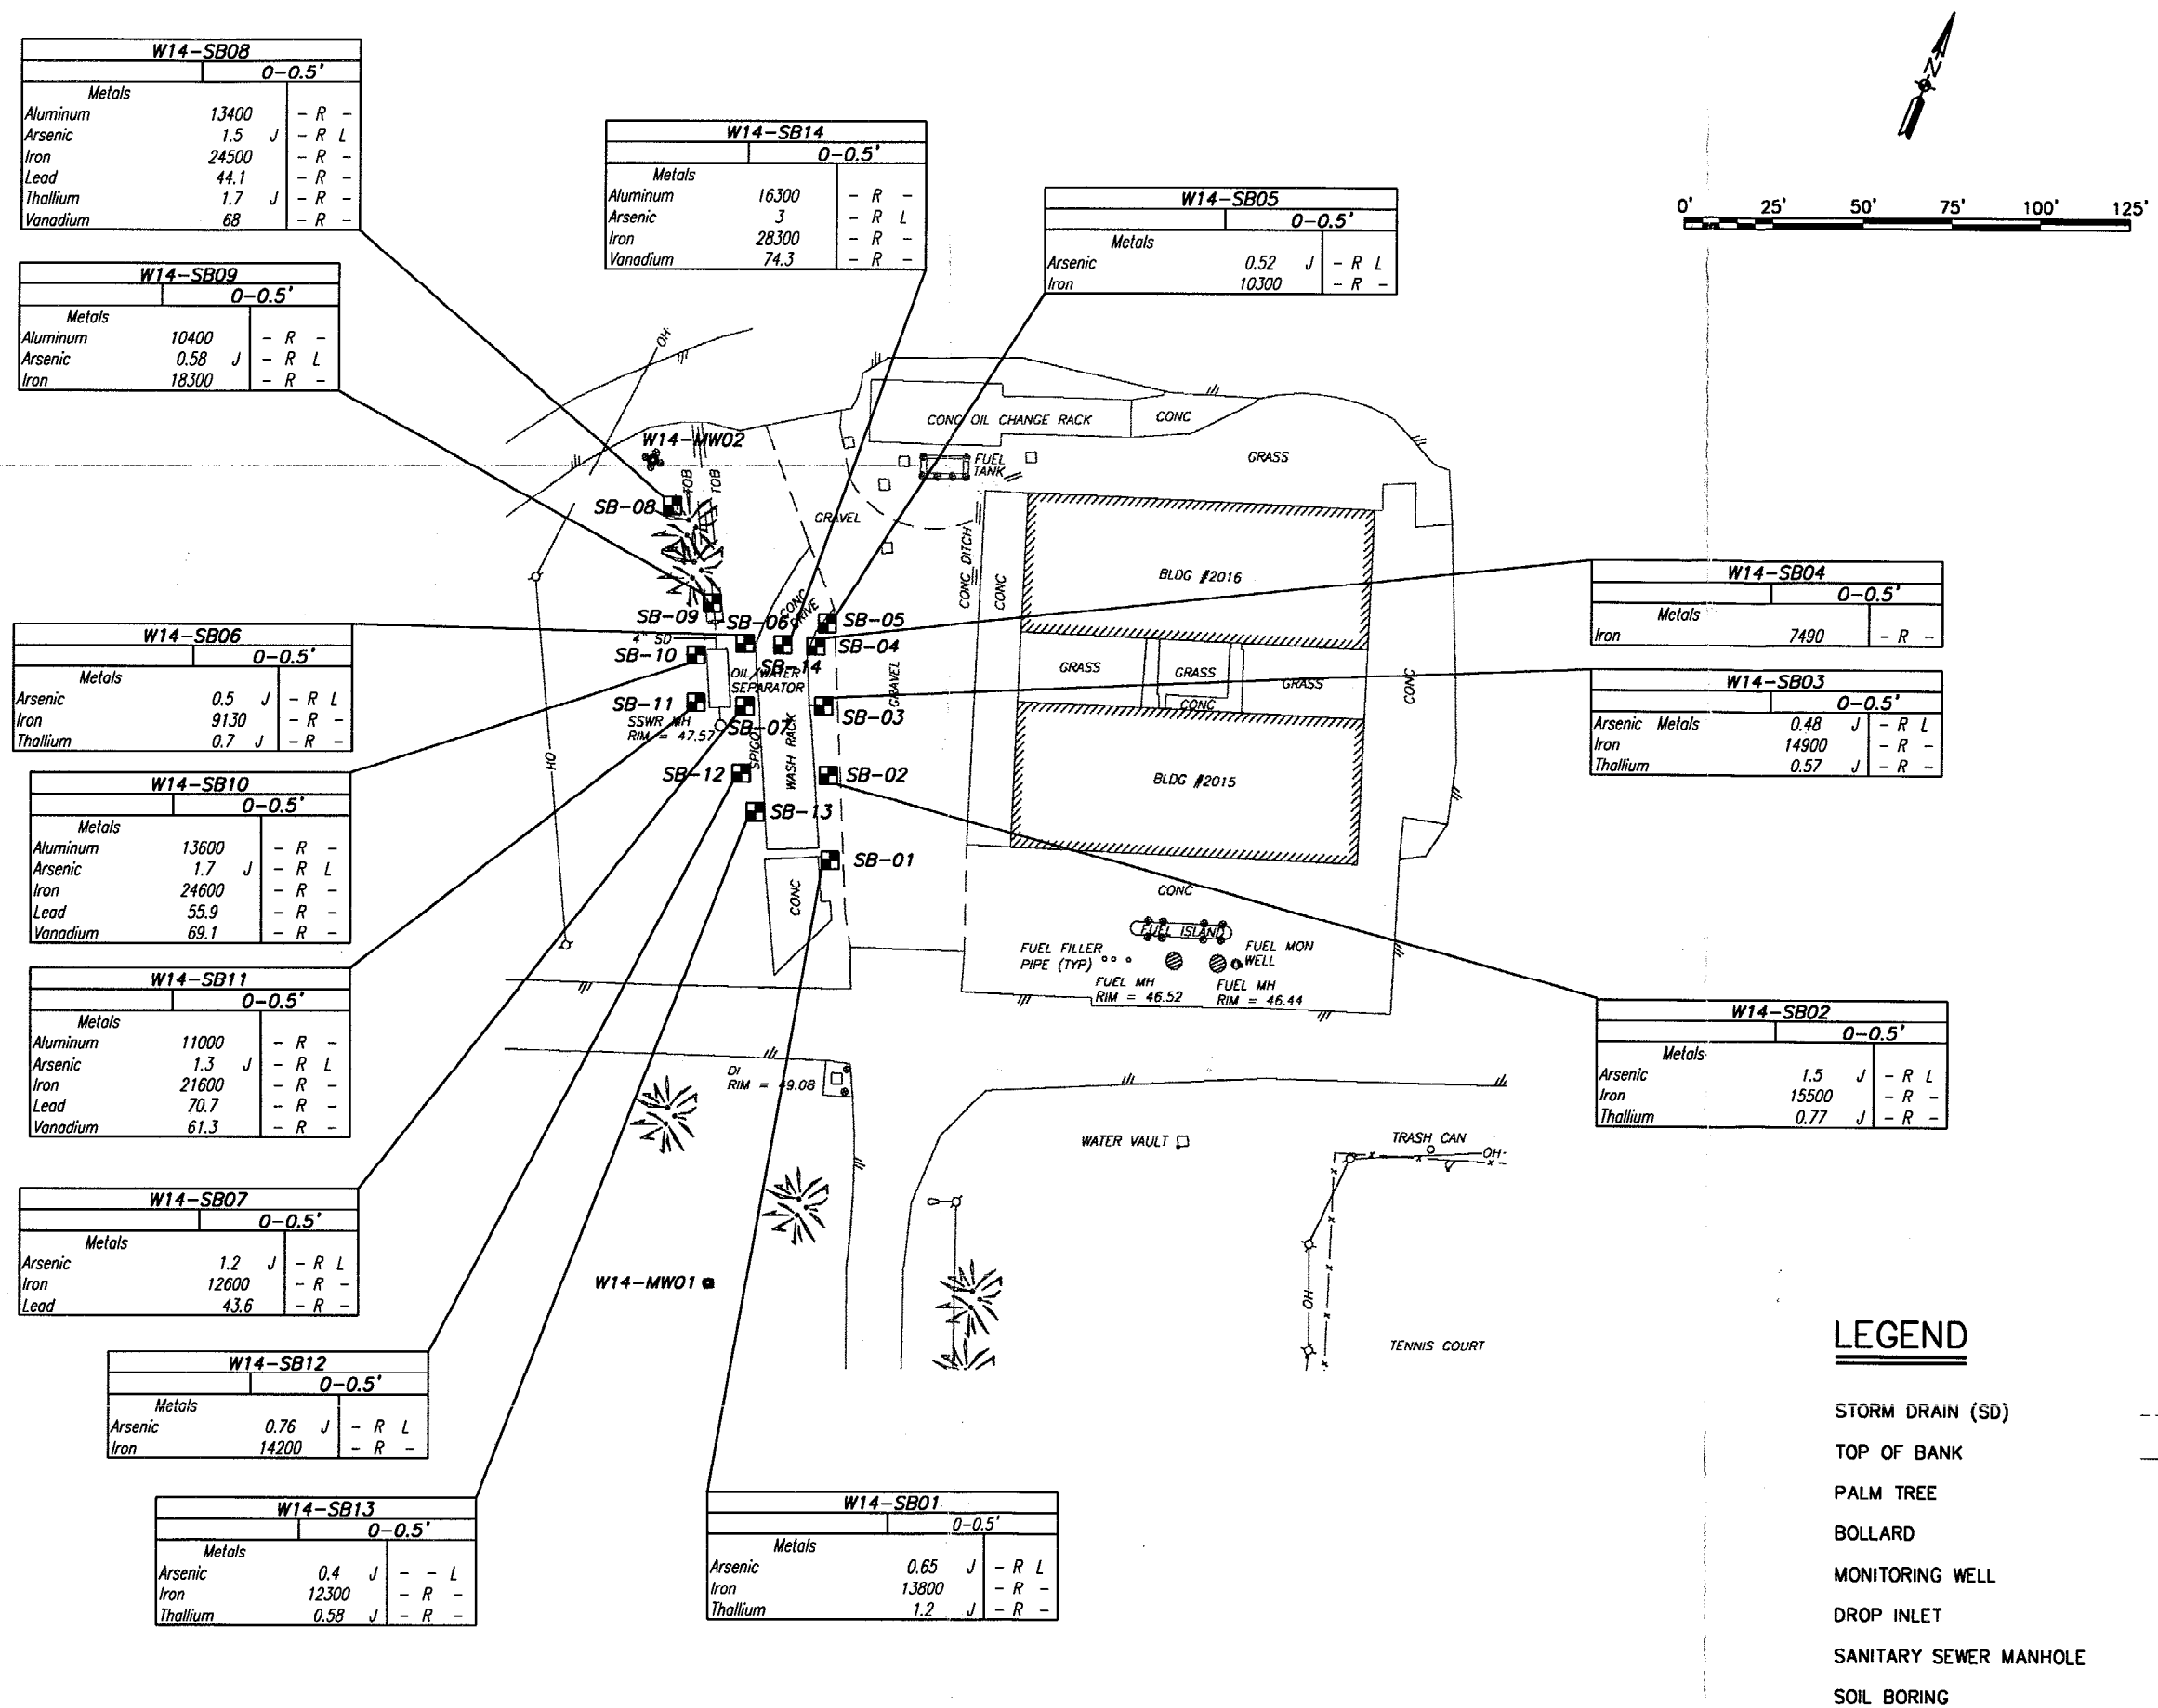 W14-SB08
0-0.5'
Metals
Aluminum 13400 - R -
Arsenic 1.5 J - R L
Iron 24500 - R -
Lead 44.1 - R -
Thallium 1.7 J - R -
Vanadium 68 - R -
W14-SB09
0-0.5'
Metals
Aluminum 10400 - R -
Arsenic 0.58 J - R L
Iron 18300 - R -
W14-SB14
0-0.5'
Metals
Aluminum 16300 - R -
Arsenic 3 - R L
Iron 28300 - R -
Vanadium 74.3 - R -
W14-SB05
0-0.5'
Metals
Arsenic 0.52 J - R L
Iron 10300 - R -
N
0' 25' 50' 75' 100' 125'
W14-SB04
0-0.5'
Metals
Iron 7490 - R -
W14-SB03
0-0.5'
Arsenic Metals 0.48 J - R L
Iron 14900 - R -
Thallium 0.57 J - R -
W14-SB06
0-0.5'
Metals
Arsenic 0.5 J - R L
Iron 9130 - R -
Thallium 0.7 J - R -
W14-SB10
0-0.5'
Metals
Aluminum 13600 - R -
Arsenic 1.7 J - R L
Iron 24600 - R -
Lead 55.9 - R -
Vanadium 69.1 - R -
W14-SB11
0-0.5'
Metals
Aluminum 11000 - R -
Arsenic 1.3 J - R L
Iron 21600 - R -
Lead 70.7 - R -
Vanadium 61.3 - R -
W14-SB07
0-0.5'
Metals
Arsenic 1.2 J - R L
Iron 12600 - R -
Lead 43.6 - R -
W14-SB12
0-0.5'
Metals
Arsenic 0.76 J - R L
Iron 14200 - R -
W14-SB13
0-0.5'
Metals
Arsenic 0.4 J - - L
Iron 12300 - R -
Thallium 0.58 J - R -
W14-SB01
0-0.5'
Metals
Arsenic 0.65 J - R L
Iron 13800 - R -
Thallium 1.2 J - R -
W14-SB02
0-0.5'
Metals
Arsenic 1.5 J - R L
Iron 15500 - R -
Thallium 0.77 J - R -
OH
W14-MW02
TOB
TOB
SB-08
CONC OIL CHANGE RACK
CONC
FUEL
TANK
GRASS
GRAVEL
CONC DITCH
CONC
BLDG #2016
SB-09
SB-06
CONC
DRIVE
SB-05
4" SD
SB-10
SB-14
SB-04
OIL/WATER
SEPARATOR
GRAVEL
GRASS
GRASS
GRASS
CONC
CONC
SB-11
SSWR MH
RIM = 47.57
SB-07
SB-03
SPIGOT
WASH RACK
OH
SB-12
SB-02
BLDG #2015
SB-13
SB-01
CONC
CONC
FUEL ISLAND
FUEL FILLER
PIPE (TYP)
FUEL MON
WELL
FUEL MH
RIM = 46.52
FUEL MH
RIM = 46.44
DI
RIM = 49.08
WATER VAULT
TRASH CAN
OH
W14-MW01
OH
TENNIS COURT
LEGEND
STORM DRAIN (SD)
TOP OF BANK
PALM TREE
BOLLARD
MONITORING WELL
DROP INLET
SANITARY SEWER MANHOLE
SOIL BORING